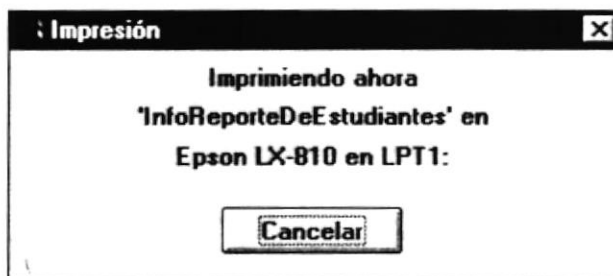 Impresión
Imprimiendo ahora
'InfoReporteDeEstudiantes' en
Epson LX-810 en LPT1:
Cancelar